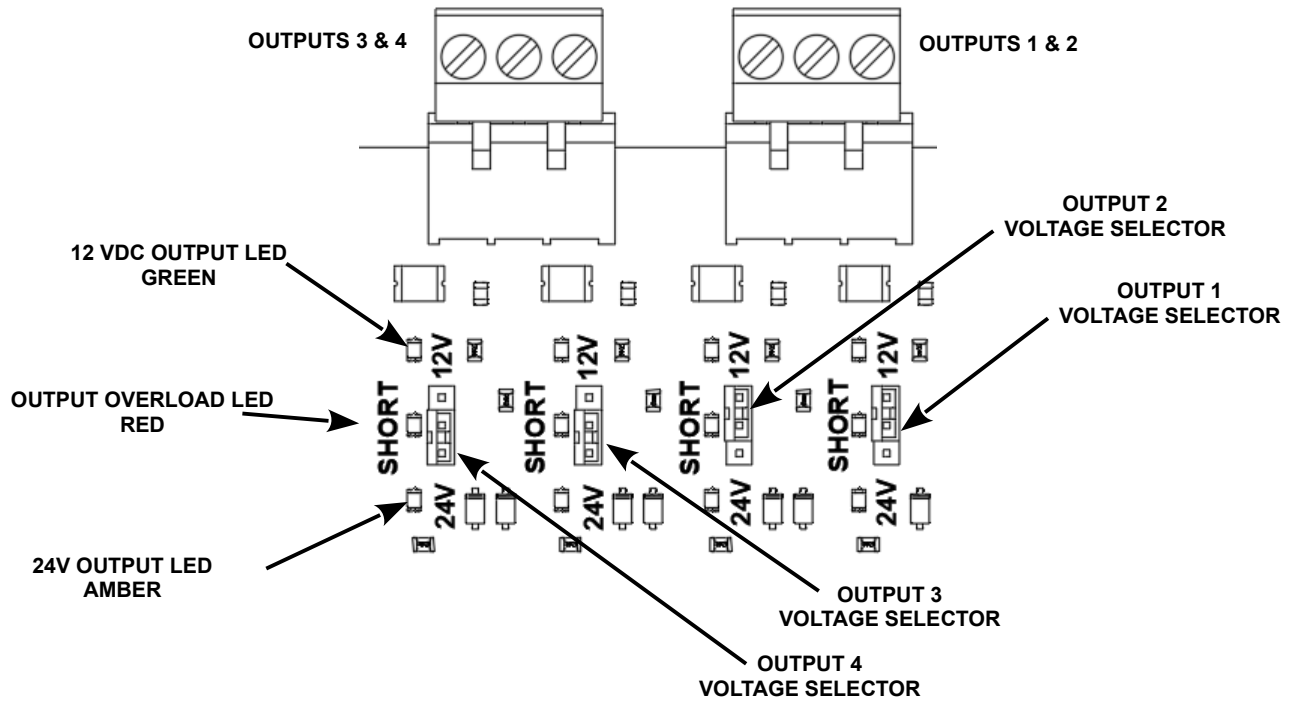 OUTPUTS 3 & 4
OUTPUTS 1 & 2
OUTPUT 2
VOLTAGE SELECTOR
12 VDC OUTPUT LED
GREEN
OUTPUT 1
VOLTAGE SELECTOR
12V
12V
12V
12V
OUTPUT OVERLOAD LED
RED
SHORT
SHORT
SHORT
SHORT
24V
24V
24V
24V
24V OUTPUT LED
AMBER
OUTPUT 3
VOLTAGE SELECTOR
OUTPUT 4
VOLTAGE SELECTOR